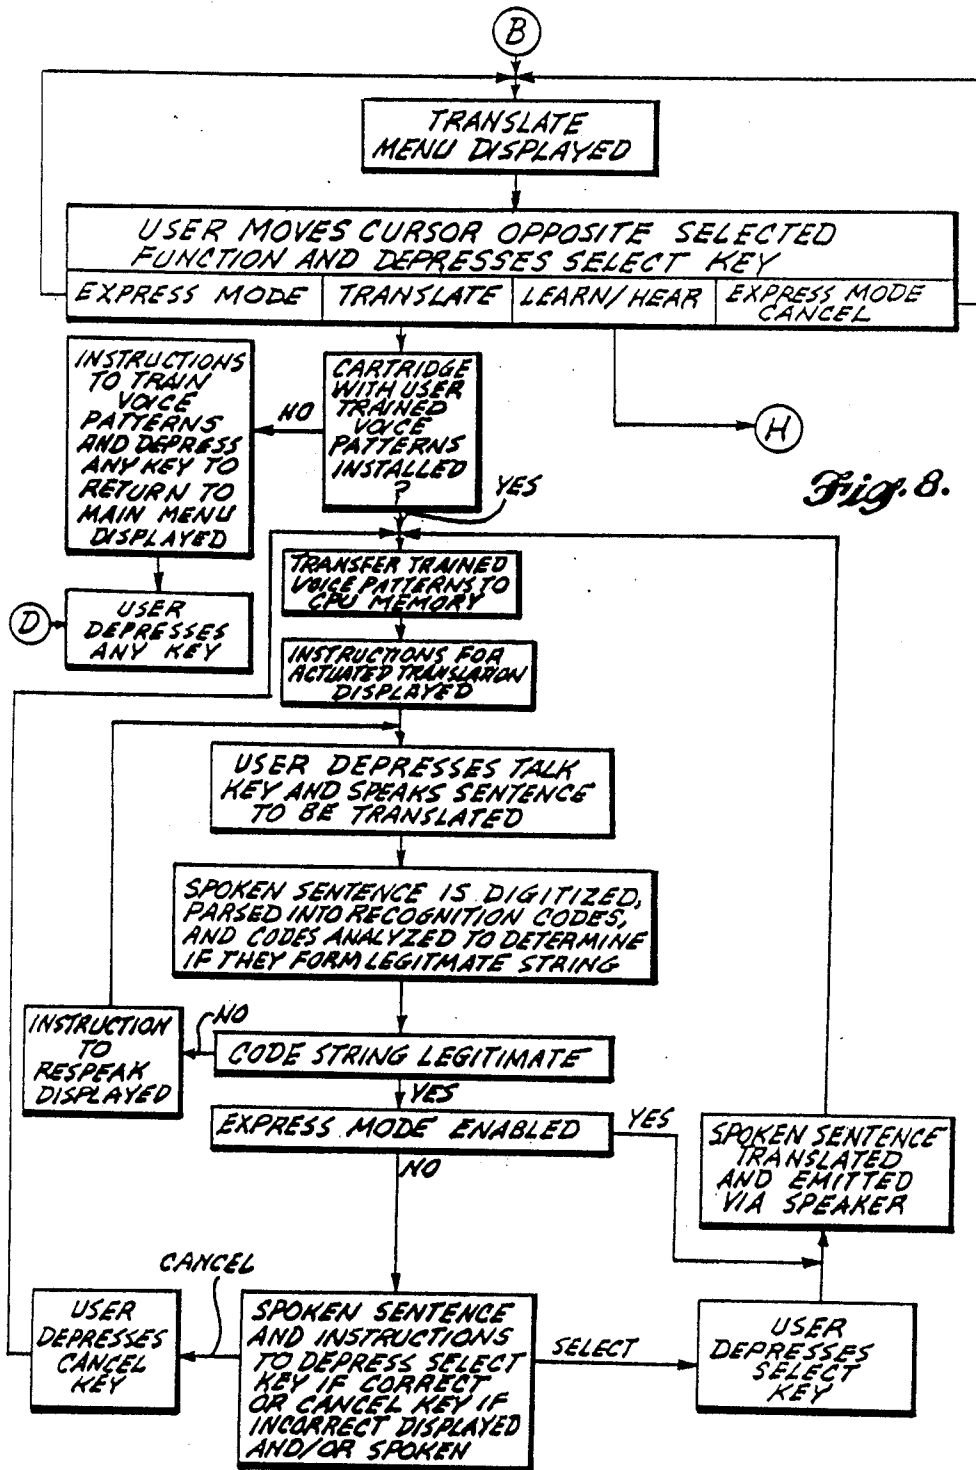 B
TRANSLATE
MENU DISPLAYED
USER MOVES CURSOR OPPOSITE SELECTED
FUNCTION AND DEPRESSES SELECT KEY
EXPRESS MODE
TRANSLATE
LEARN/HEAR
EXPRESS MODE
CANCEL
INSTRUCTIONS
TO TRAIN
VOICE
PATTERNS
AND DEPRESS
ANY KEY TO
RETURN TO
MAIN MENU
DISPLAYED
NO
CARTRIDGE
WITH USER
TRAINED
VOICE
PATTERNS
INSTALLED
?
YES
H
Fig. 8.
D
USER
DEPRESSES
ANY KEY
TRANSFER TRAINED
VOICE PATTERNS TO
CPU MEMORY
INSTRUCTIONS FOR
ACTUATED TRANSLATION
DISPLAYED
USER DEPRESSES TALK
KEY AND SPEAKS SENTENCE
TO BE TRANSLATED
SPOKEN SENTENCE IS DIGITIZED,
PARSED INTO RECOGNITION CODES,
AND CODES ANALYZED TO DETERMINE
IF THEY FORM LEGITMATE STRING
INSTRUCTION
TO
RESPEAK
DISPLAYED
NO
CODE STRING LEGITIMATE
YES
EXPRESS MODE ENABLED
YES
NO
SPOKEN SENTENCE
TRANSLATED
AND EMITTED
VIA SPEAKER
CANCEL
USER
DEPRESSES
CANCEL
KEY
SPOKEN SENTENCE
AND INSTRUCTIONS
TO DEPRESS SELECT
KEY IF CORRECT
OR CANCEL KEY IF
INCORRECT DISPLAYED
AND/OR SPOKEN
SELECT
USER
DEPRESSES
SELECT
KEY